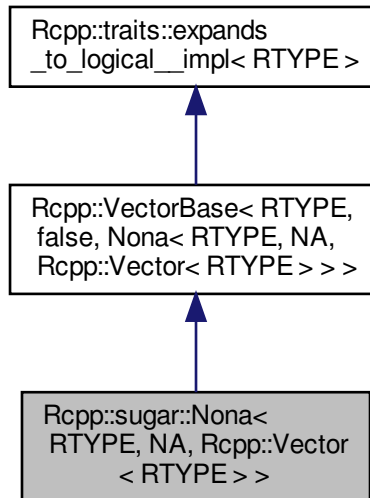 Rcpp::traits::expands
_to_logical__impl< RTYPE >
Rcpp::VectorBase< RTYPE,
false, Nona< RTYPE, NA,
Rcpp::Vector< RTYPE > > >
Rcpp::sugar::Nona<
RTYPE, NA, Rcpp::Vector
< RTYPE > >